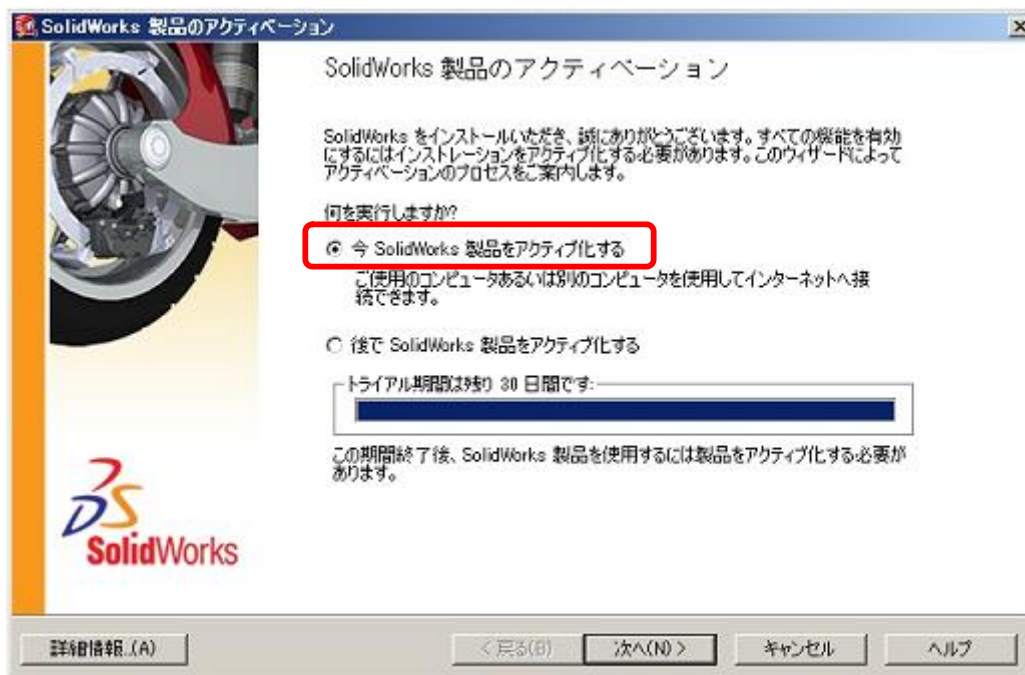 SolidWorks 製品のアクティベーション
SolidWorks 製品のアクティベーション
SolidWorks をインストールいただき、誠にありがとうございます。すべての機能を有効
にするにはインストレーションをアクティブ化する必要があります。このウィザードによって
アクティベーションのプロセスをご案内します。
何を実行しますか?
今 SolidWorks 製品をアクティブ化する
ご使用のコンピュータあるいは別のコンピュータを使用してインターネットへ接
続できます。
後で SolidWorks 製品をアクティブ化する
トライアル期間は残り 30 日間です:
この期間終了後、SolidWorks 製品を使用するには製品をアクティブ化する必要が
あります。
SolidWorks
詳細情報..(A)
< 戻る(B)
次へ(N) >
キャンセル
ヘルプ